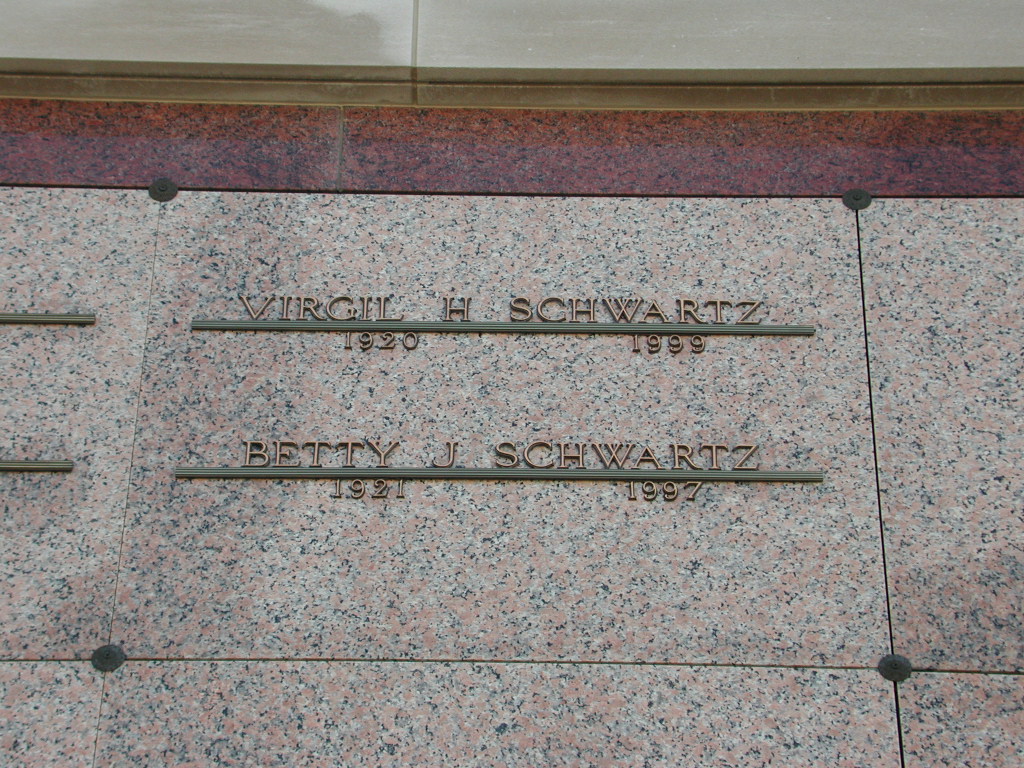 VIRGIL H SCHWARTZ
1920 1999
BETTY J SCHWARTZ
1921 1997